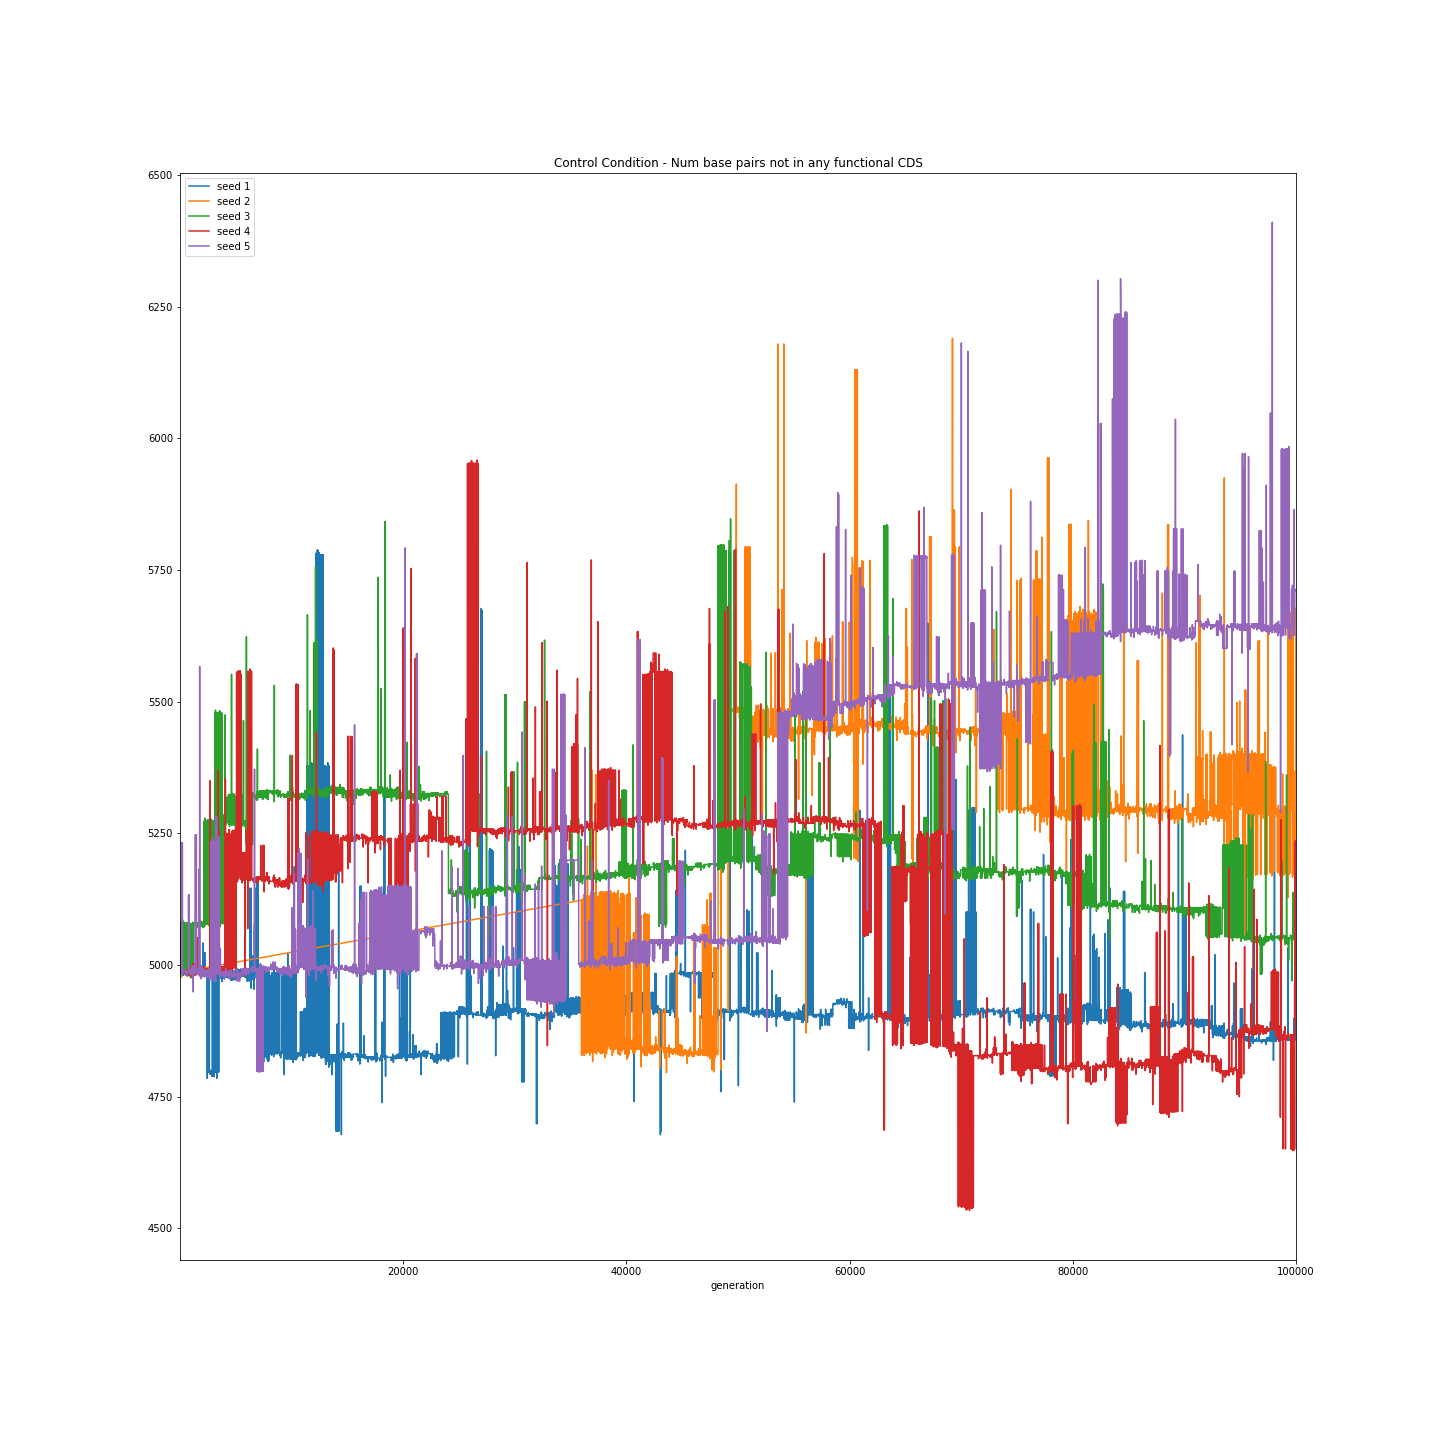 Control Condition - Num base pairs not in any functional CDS
6500
seed 1
seed 2
seed 3
seed 4
seed 5
6250
6000
5750
5500
5250
5000
4750
4500
20000
40000
60000
80000
100000
generation